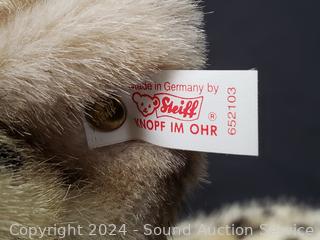 Made in Germany by
Steiff ®
KNOPF IM OHR
652103
Copyright 2024 - Sound Auction Service